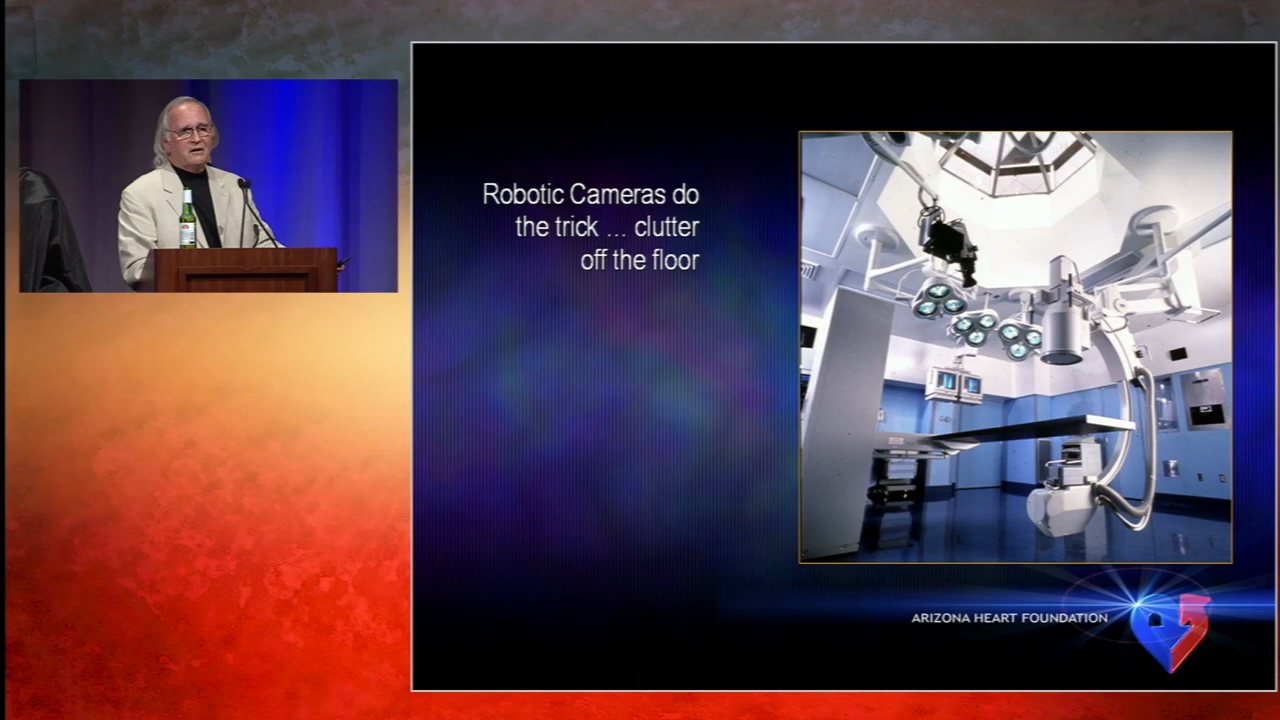 Robotic Cameras do
the trick ... clutter
off the floor
ARIZONA HEART FOUNDATION